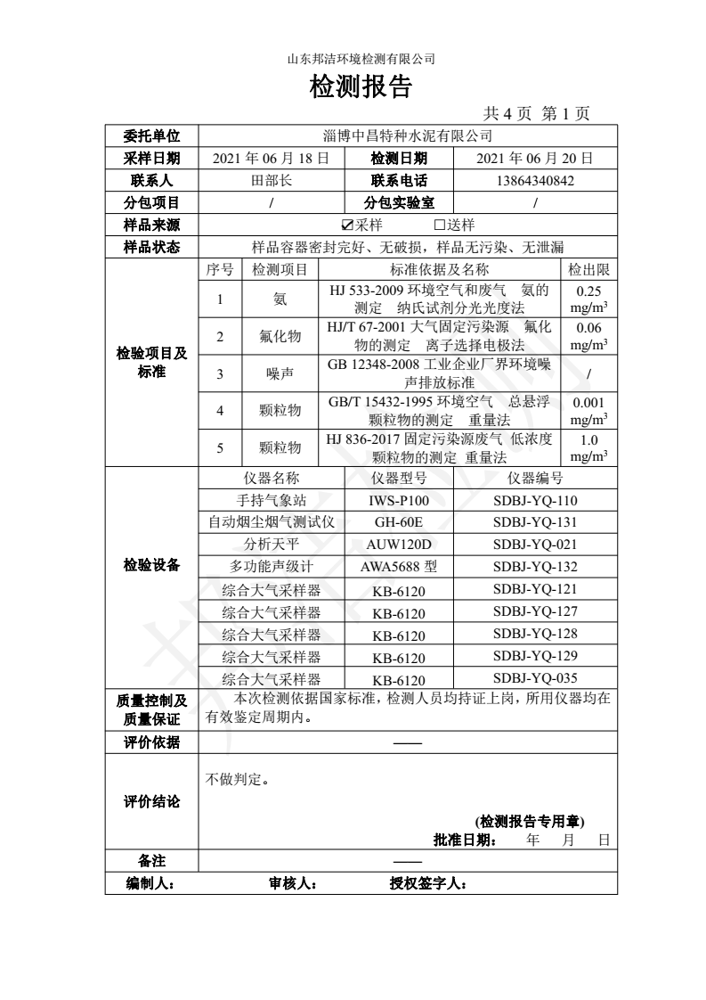 山东邦洁环境检测有限公司
检测报告
共 4 页 第 1 页
委托单位 淄博中昌特种水泥有限公司
采样日期 2021 年 06 月 18 日 检测日期 2021 年 06 月 20 日
联系人 田部长 联系电话 13864340842
分包项目 / 分包实验室 /
样品来源 ☑采样 □送样
样品状态 样品容器密封完好、无破损，样品无污染、无泄漏
检验项目及
标准
序号 检测项目 标准依据及名称 检出限
1 氨 HJ 533-2009 环境空气和废气 氨的
测定 纳氏试剂分光光度法
0.25
mg/m³
2 氟化物 HJ/T 67-2001 大气固定污染源 氟化
物的测定 离子选择电极法
0.06
mg/m³
3 噪声 GB 12348-2008 工业企业厂界环境噪
声排放标准
/
4 颗粒物 GB/T 15432-1995 环境空气 总悬浮
颗粒物的测定 重量法
0.001
mg/m³
5 颗粒物 HJ 836-2017 固定污染源废气 低浓度
颗粒物的测定 重量法
1.0
mg/m³
检验设备
仪器名称 仪器型号 仪器编号
手持气象站 IWS-P100 SDBJ-YQ-110
自动烟尘烟气测试仪 GH-60E SDBJ-YQ-131
分析天平 AUW120D SDBJ-YQ-021
多功能声级计 AWA5688 型 SDBJ-YQ-132
综合大气采样器 KB-6120 SDBJ-YQ-121
综合大气采样器 KB-6120 SDBJ-YQ-127
综合大气采样器 KB-6120 SDBJ-YQ-128
综合大气采样器 KB-6120 SDBJ-YQ-129
综合大气采样器 KB-6120 SDBJ-YQ-035
质量控制及
质量保证
本次检测依据国家标准，检测人员均持证上岗，所用仪器均在
有效鉴定周期内。
评价依据 ——
评价结论
不做判定。
(检测报告专用章)
批准日期： 年 月 日
备注 ——
编制人： 审核人： 授权签字人：
邦洁检测